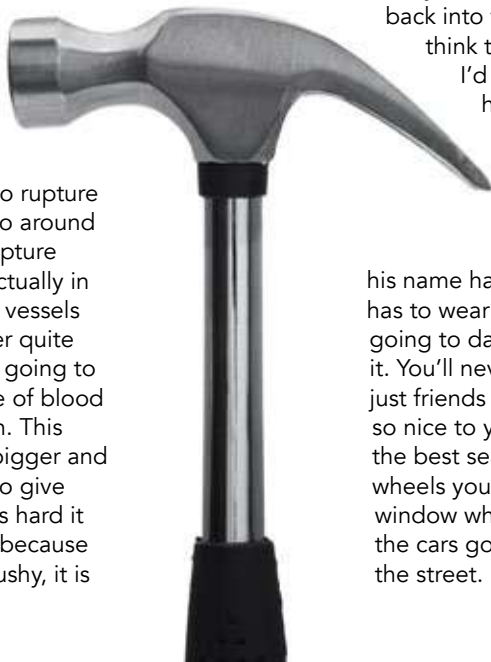 back into
think t
I'd
h
o rupture
o around
pture
ctually in
vessels
er quite
going to
e of blood
n. This
bigger and
o give
s hard it
because
ushy, it is
his name ha
has to wear
going to da
it. You'll nev
just friends
so nice to y
the best se
wheels you
window wh
the cars go
the street.